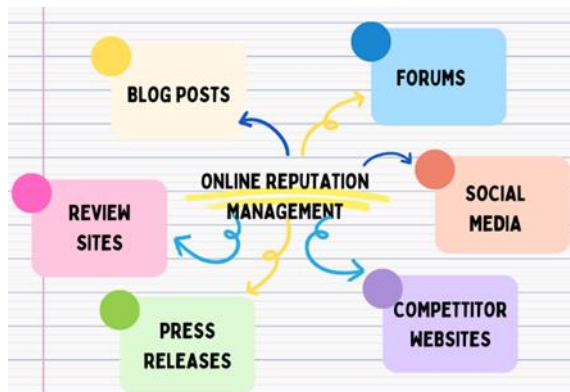 BLOG POSTS
FORUMS
ONLINE REPUTATION
MANAGEMENT
SOCIAL
MEDIA
REVIEW
SITES
COMPETTITOR
WEBSITES
PRESS
RELEASES